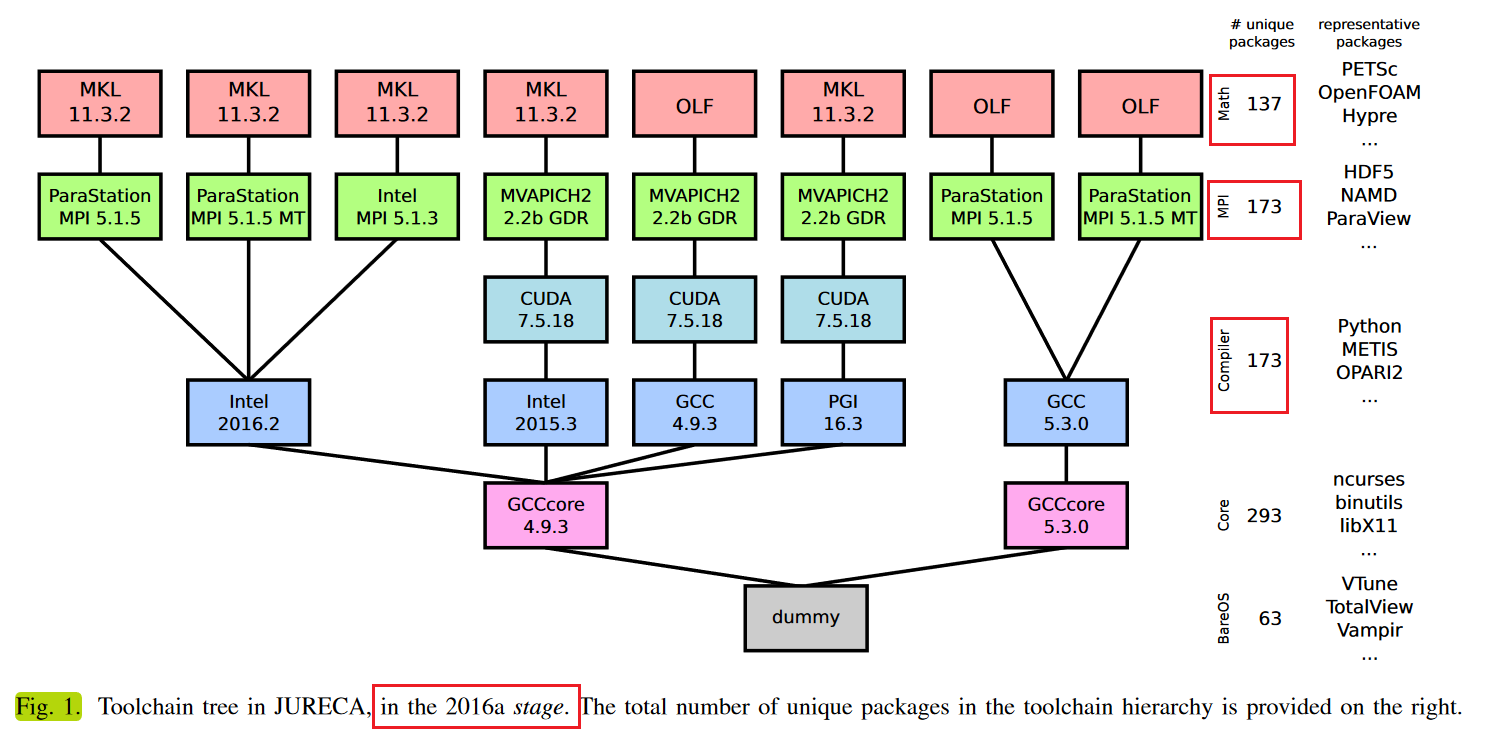 # unique
packages
representative
packages
MKL
11.3.2
MKL
11.3.2
MKL
11.3.2
MKL
11.3.2
OLF
MKL
11.3.2
OLF
OLF
Math
137
PETSc
OpenFOAM
Hypre
...
ParaStation
MPI 5.1.5
ParaStation
MPI 5.1.5 MT
Intel
MPI 5.1.3
MVAPICH2
2.2b GDR
MVAPICH2
2.2b GDR
MVAPICH2
2.2b GDR
ParaStation
MPI 5.1.5
ParaStation
MPI 5.1.5 MT
MPI
173
HDF5
NAMD
ParaView
...
CUDA
7.5.18
CUDA
7.5.18
CUDA
7.5.18
Intel
2016.2
Intel
2015.3
GCC
4.9.3
PGI
16.3
GCC
5.3.0
Compiler
173
Python
METIS
OPARI2
...
GCCcore
4.9.3
GCCcore
5.3.0
Core
293
ncurses
binutils
libX11
...
dummy
BareOS
63
VTune
TotalView
Vampir
...
Fig. 1. Toolchain tree in JURECA, in the 2016a stage. The total number of unique packages in the toolchain hierarchy is provided on the right.